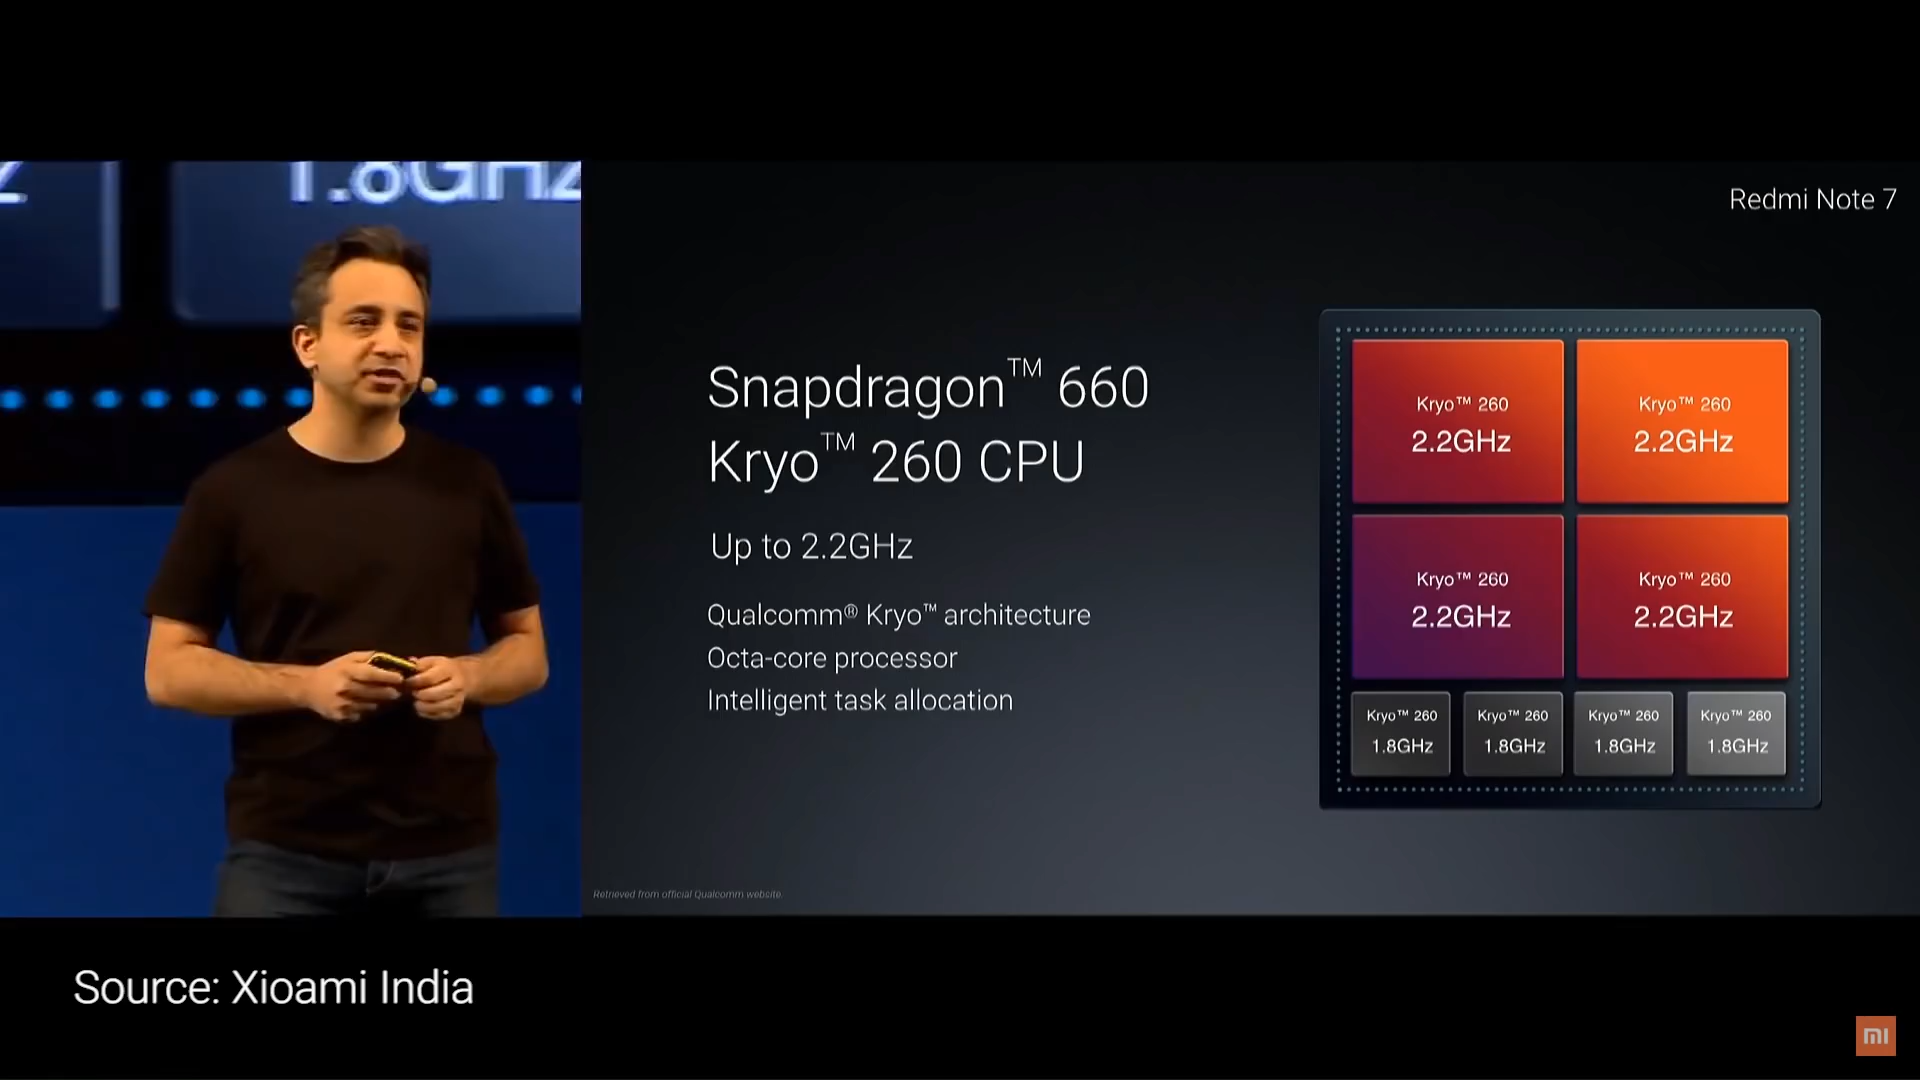 1.8GHz
Redmi Note 7
Snapdragon™ 660
Kryo™ 260 CPU
Up to 2.2GHz
Qualcomm® Kryo™ architecture
Octa-core processor
Intelligent task allocation
Kryo™ 260
2.2GHz
Kryo™ 260
2.2GHz
Kryo™ 260
2.2GHz
Kryo™ 260
2.2GHz
Kryo™ 260
1.8GHz
Kryo™ 260
1.8GHz
Kryo™ 260
1.8GHz
Kryo™ 260
1.8GHz
Retrieved from official Qualcomm website.
Source: Xioami India
mi